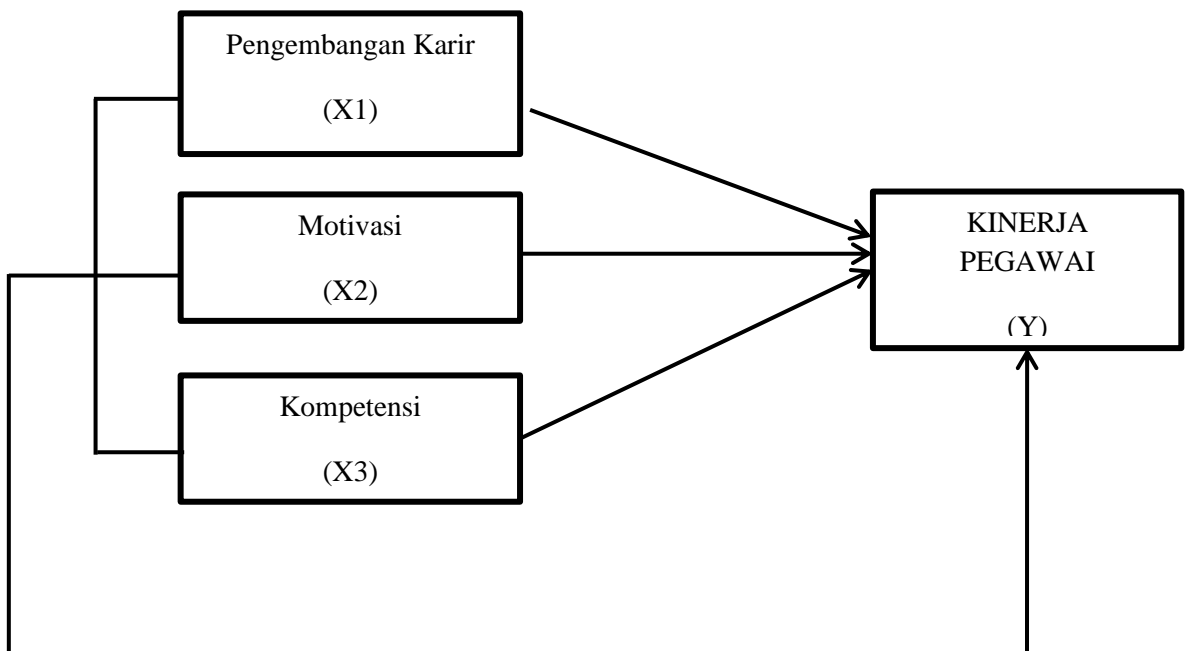 Pengembangan Karir
(X1)
Motivasi
(X2)
Kompetensi
(X3)
KINERJA
PEGAWAI
(Y)